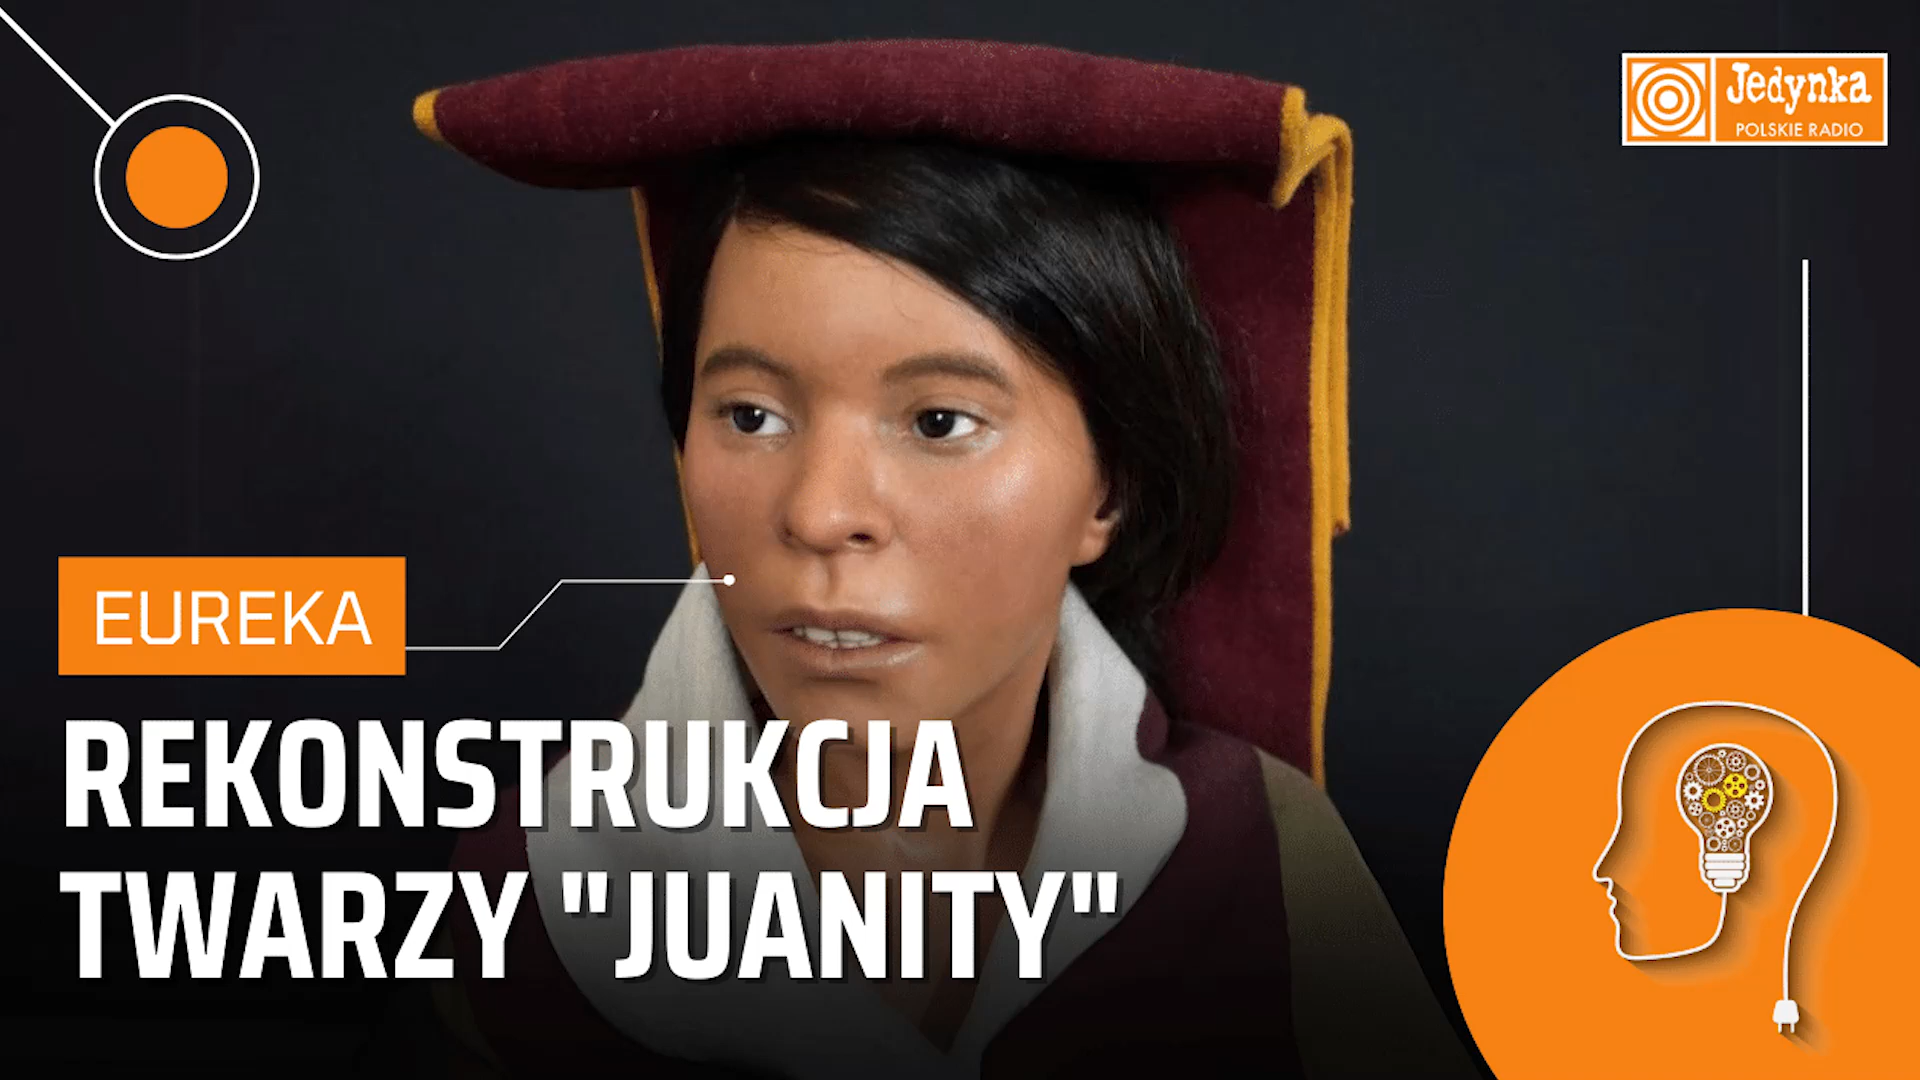 Jedynka
POLSKIE RADIO
EUREKA
REKONSTRUKCJA
TWARZY "JUANITY"